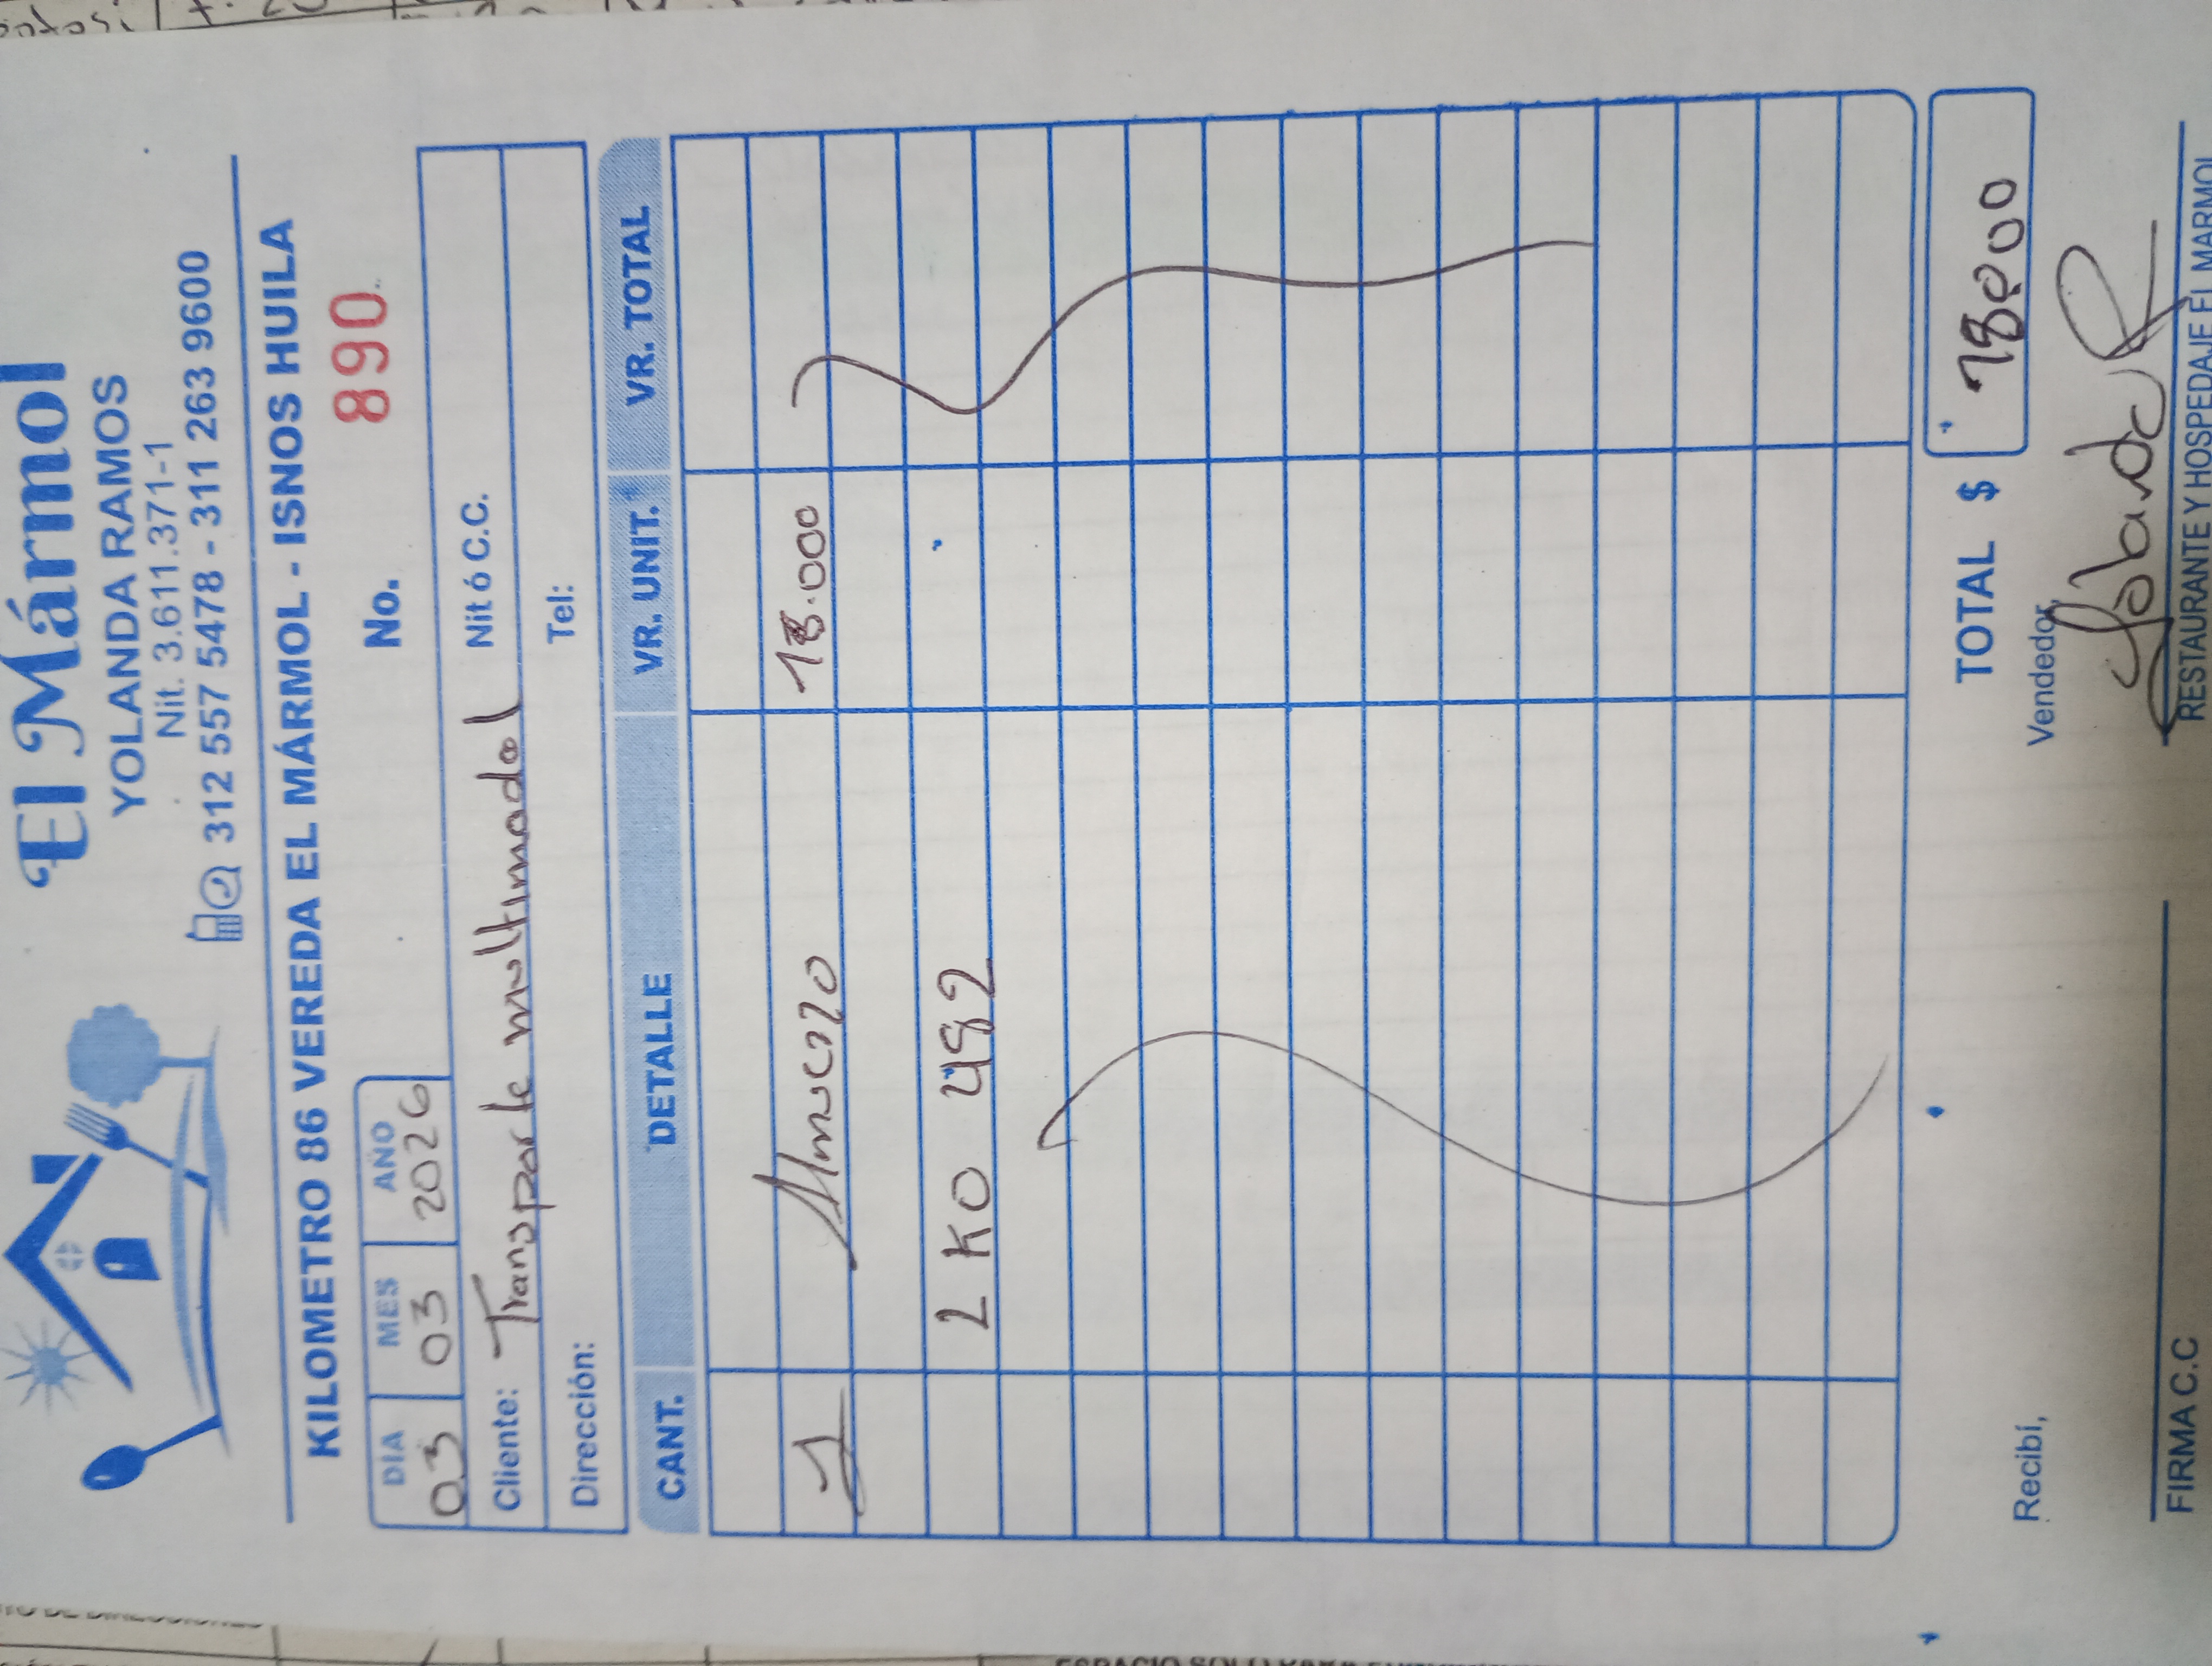 El Mármol
YOLANDA RAMOS
Nit. 3.611.371-1
312 557 5478 - 311 263 9600
KILOMETRO 86 VEREDA EL MÁRMOL - ISNOS HUILA
No. 890
DIA MES AÑO
03 03 2026
Cliente: Transporte multimodal Nit ó C.C.
Dirección: Tel:
CANT. DETALLE VR. UNIT. VR. TOTAL
1 Almuerzo 18.000
LKO 492
TOTAL $ 18000
Recibí, Vendedor,
Yolanda R
FIRMA C.C RESTAURANTE Y HOSPEDAJE EL MARMOL